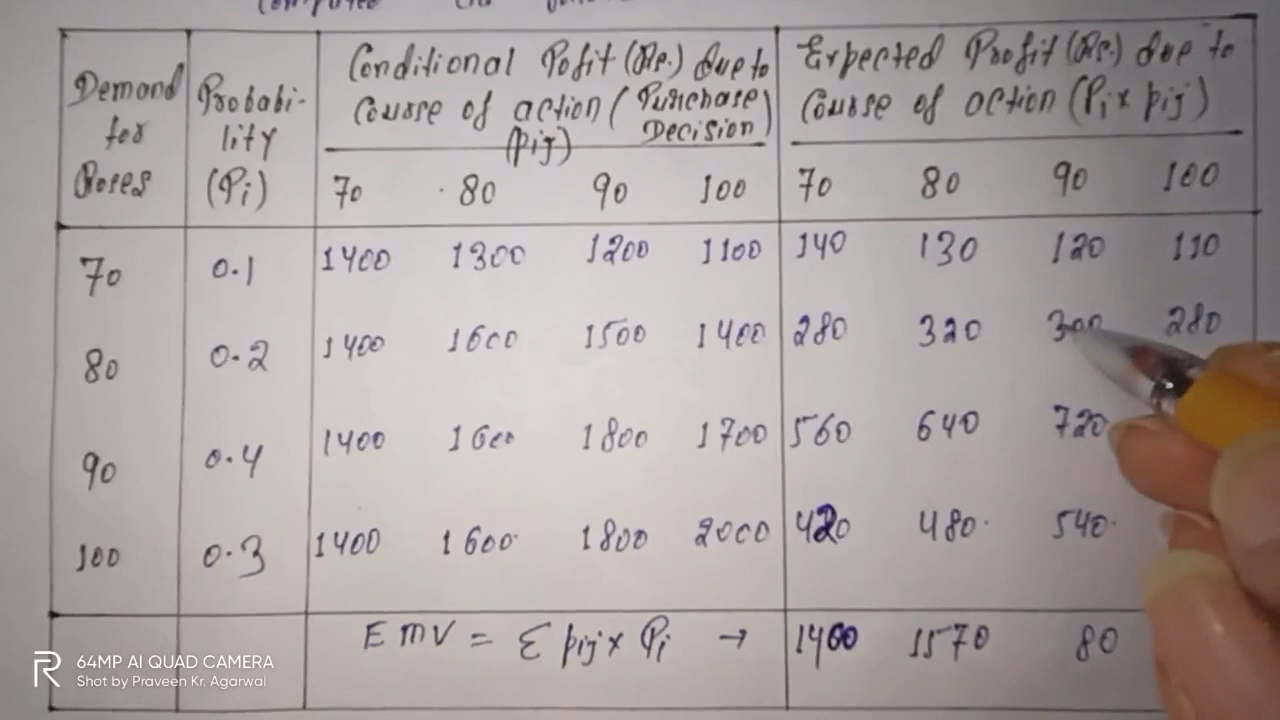 Demand for Roses | Probabi-lity (Pi) | Conditional Pofit (Rs.) due to Course of action (Purchase Decision) (pij) | Expected Profit (Rs.) due to Course of action (Pi x pij)
70 80 90 100 70 80 90 100
70 0.1 1400 1300 1200 1100 140 130 120 110
80 0.2 1400 1600 1500 1400 280 320 300 280
90 0.4 1400 1600 1800 1700 560 640 720
100 0.3 1400 1600 1800 2000 420 480 540
EMV = Σ pij x Pi → 1400 1570 80
64MP AI QUAD CAMERA
Shot by Praveen Kr. Agarwal